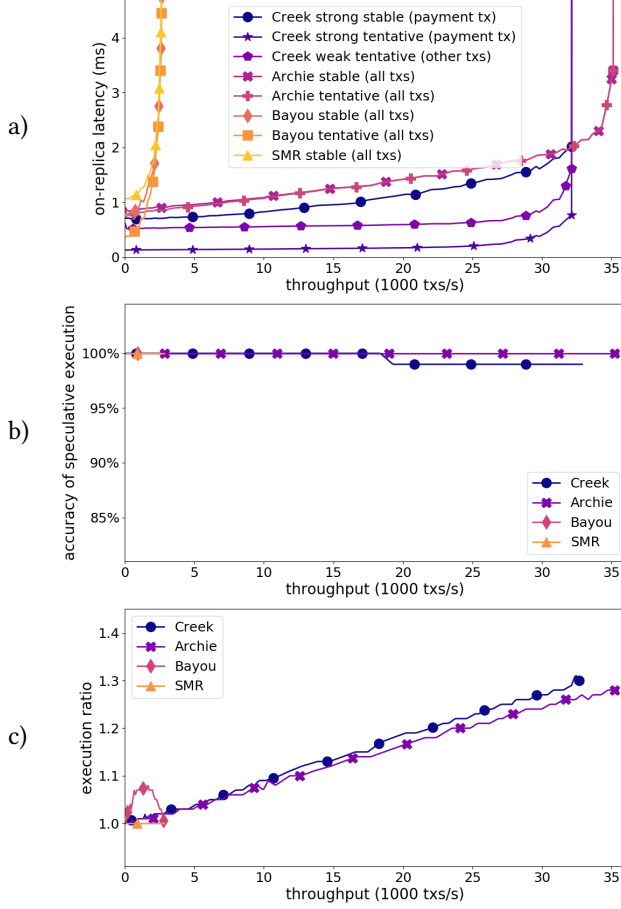 a)
on-replica latency (ms)
4
3
2
1
0
Creek strong stable (payment tx)
Creek strong tentative (payment tx)
Creek weak tentative (other txs)
Archie stable (all txs)
Archie tentative (all txs)
Bayou stable (all txs)
Bayou tentative (all txs)
SMR stable (all txs)
0 5 10 15 20 25 30 35
throughput (1000 txs/s)
b)
accuracy of speculative execution
100%
95%
90%
85%
Creek
Archie
Bayou
SMR
0 5 10 15 20 25 30 35
throughput (1000 txs/s)
c)
execution ratio
1.4
1.3
1.2
1.1
1.0
Creek
Archie
Bayou
SMR
0 5 10 15 20 25 30 35
throughput (1000 txs/s)